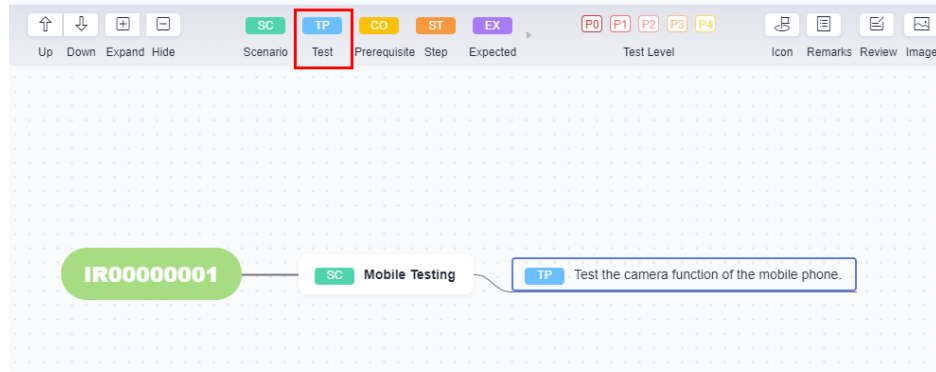 SC TP CO ST EX P0 P1 P2 P3 P4
Up Down Expand Hide Scenario Test Prerequisite Step Expected Test Level Icon Remarks Review Image
IR00000001 SC Mobile Testing TP Test the camera function of the mobile phone.